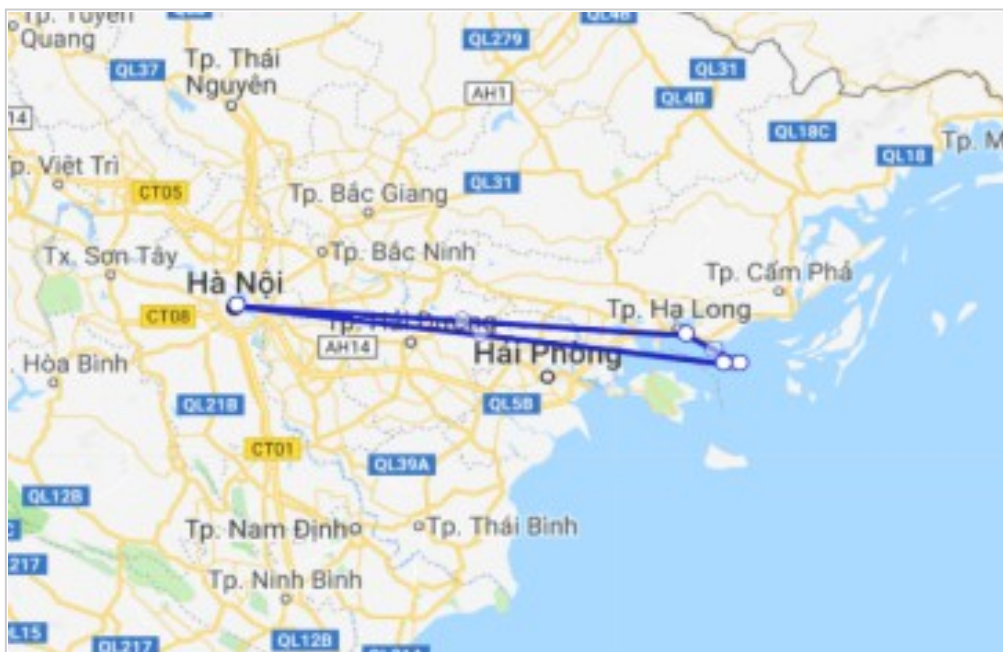 Tp. Tuyên
Quang
QL4B
QL279
Tp. Thái
Nguyên
QL37
QL31
AH1
QL4B
14
QL18C
Tp. M
QL18
Tp. Việt Trì
CT05
QL31
Tp. Bắc Giang
Tp. Bắc Ninh
Tx. Sơn Tây
Hà Nội
Tp. Cẩm Phả
CT08
Tp. Hạ Long
AH14
Hải Phòng
Hòa Bình
QL21B
QL5B
CT01
QL39A
QL12B
Tp. Nam Định
Tp. Thái Bình
217
Tp. Ninh Bình
L15
QL217
QL12B